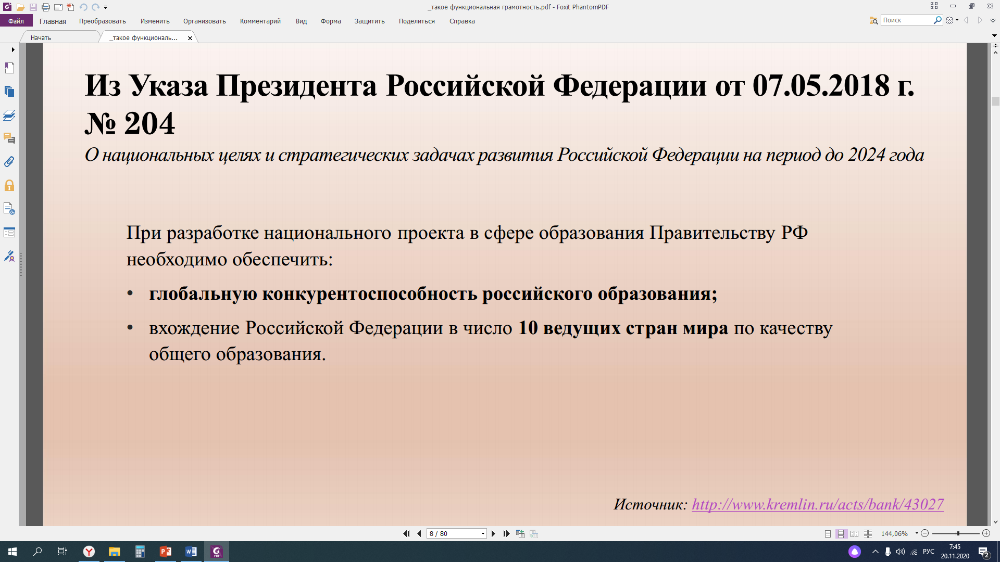 _такое функциональная грамотность.pdf - Foxit PhantomPDF
Файл Главная Преобразовать Изменить Организовать Комментарий Вид Форма Защитить Поделиться Справка Поиск
Начать _такое функциональ...
Из Указа Президента Российской Федерации от 07.05.2018 г.
№ 204
О национальных целях и стратегических задачах развития Российской Федерации на период до 2024 года
При разработке национального проекта в сфере образования Правительству РФ
необходимо обеспечить:
• глобальную конкурентоспособность российского образования;
• вхождение Российской Федерации в число 10 ведущих стран мира по качеству
общего образования.
Источник: http://www.kremlin.ru/acts/bank/43027
8 / 80 144,06%
РУС 7:45
20.11.2020 2